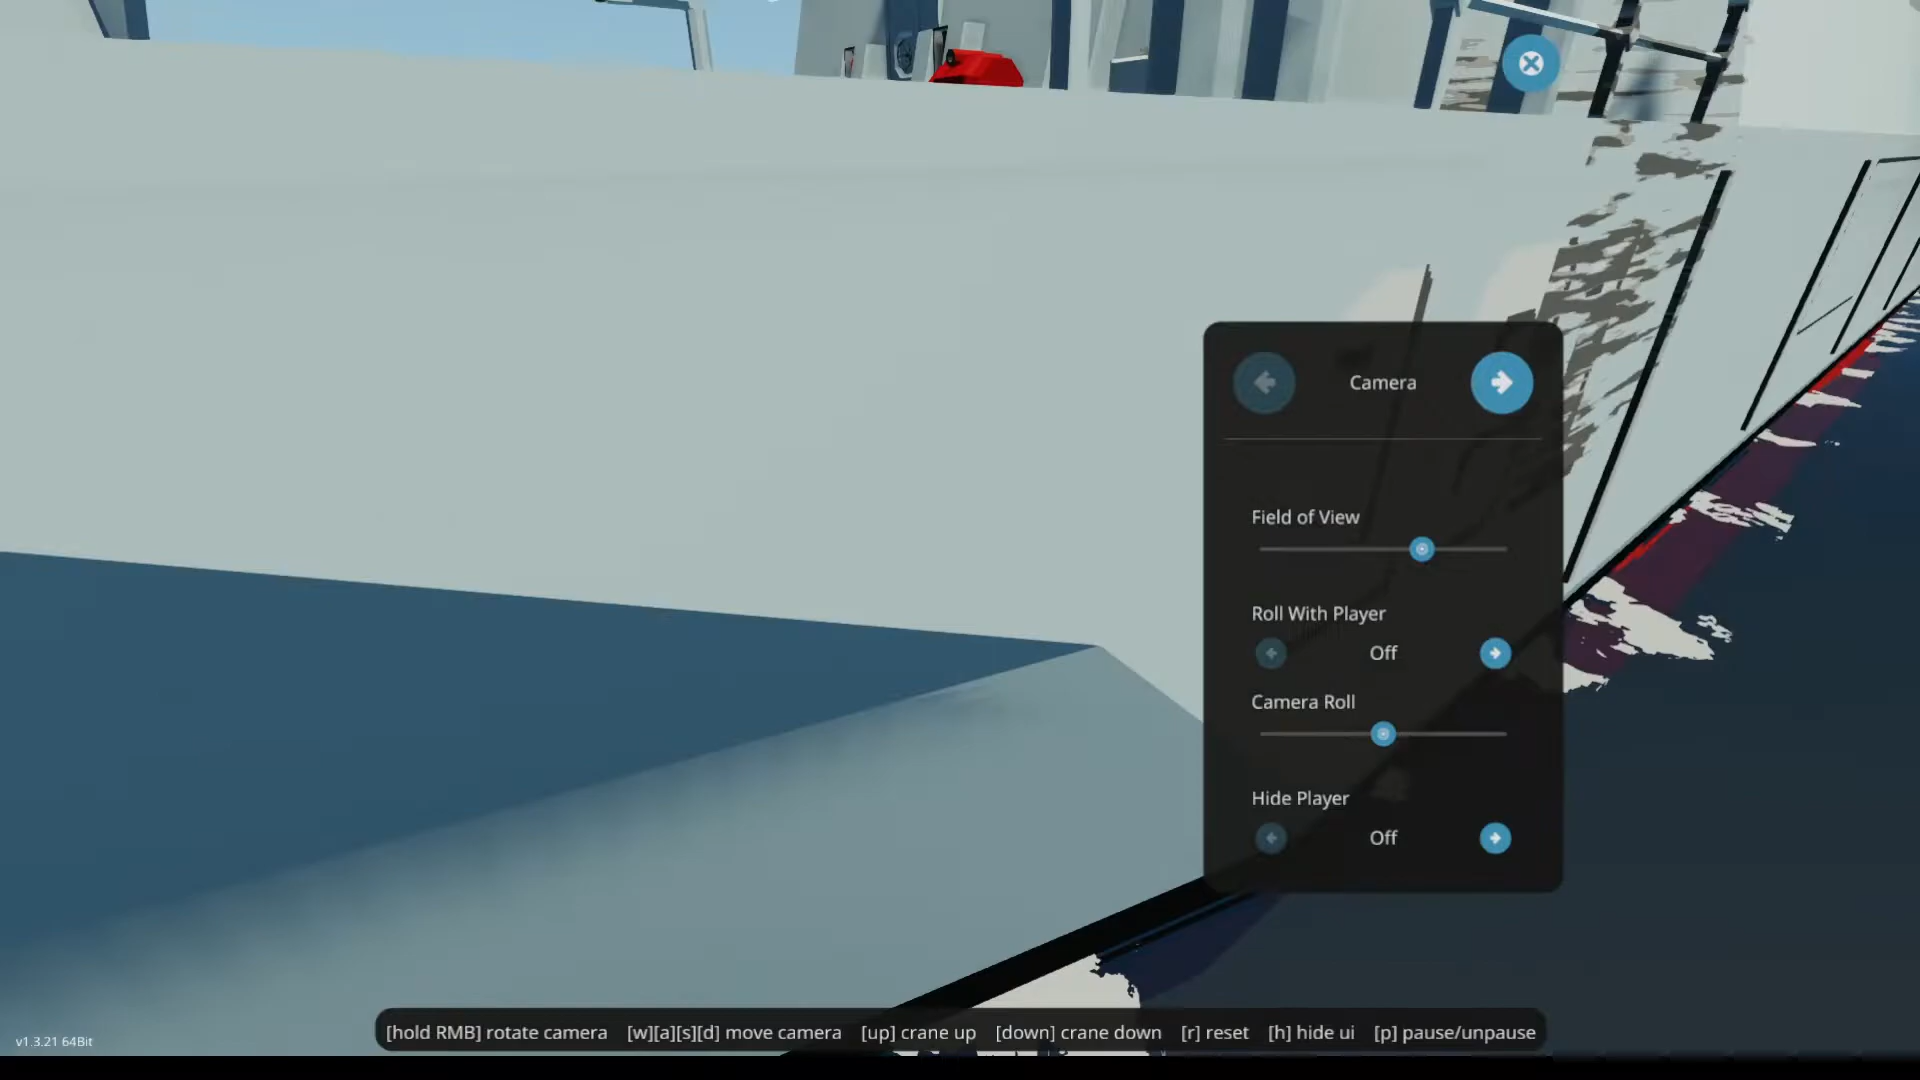 Camera
Field of View
Roll With Player
Off
Camera Roll
Hide Player
Off
[hold RMB] rotate camera [w][a][s][d] move camera [up] crane up [down] crane down [r] reset [h] hide ui [p] pause/unpause
v1.3.21 64Bit